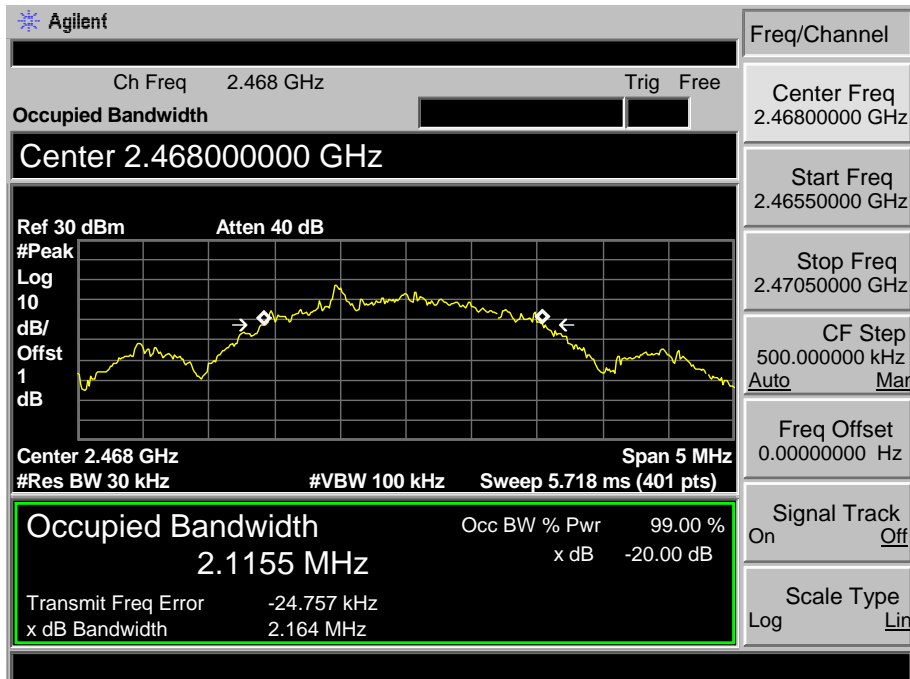 Agilent
Freq/Channel
Ch Freq 2.468 GHz Trig Free
Occupied Bandwidth
Center 2.468000000 GHz
Ref 30 dBm Atten 40 dB
#Peak
Log
10
dB/
Offst
1
dB
Center 2.468 GHz Span 5 MHz
#Res BW 30 kHz #VBW 100 kHz Sweep 5.718 ms (401 pts)
Occupied Bandwidth
2.1155 MHz
Occ BW % Pwr 99.00 %
x dB -20.00 dB
Transmit Freq Error -24.757 kHz
x dB Bandwidth 2.164 MHz
Center Freq
2.46800000 GHz
Start Freq
2.46550000 GHz
Stop Freq
2.47050000 GHz
CF Step
500.000000 kHz
Auto Man
Freq Offset
0.00000000 Hz
Signal Track
On Off
Scale Type
Log Lin